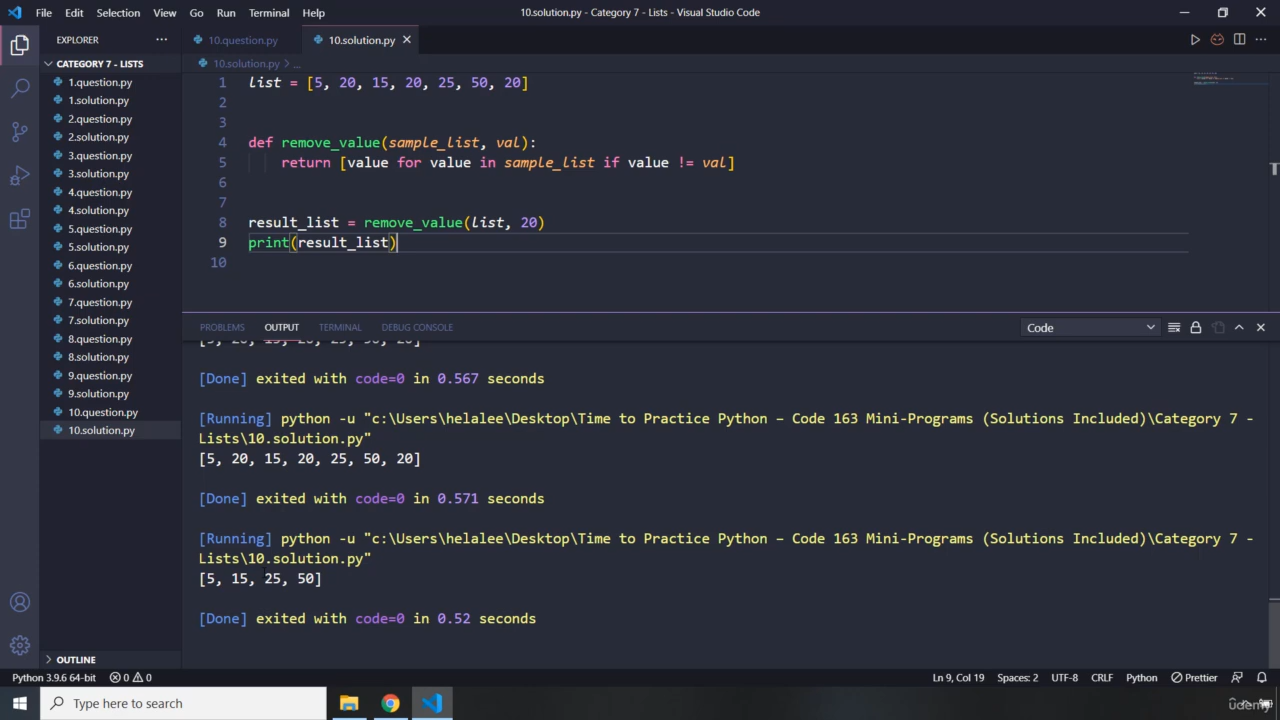 File Edit Selection View Go Run Terminal Help
10.solution.py - Category 7 - Lists - Visual Studio Code
EXPLORER
CATEGORY 7 - LISTS
1.question.py
1.solution.py
2.question.py
2.solution.py
3.question.py
3.solution.py
4.question.py
4.solution.py
5.question.py
5.solution.py
6.question.py
6.solution.py
7.question.py
7.solution.py
8.question.py
8.solution.py
9.question.py
9.solution.py
10.question.py
10.solution.py
OUTLINE
10.question.py 10.solution.py
10.solution.py > ...
1 list = [5, 20, 15, 20, 25, 50, 20]
2
3
4 def remove_value(sample_list, val):
5 return [value for value in sample_list if value != val]
6
7
8 result_list = remove_value(list, 20)
9 print(result_list)
10
PROBLEMS OUTPUT TERMINAL DEBUG CONSOLE
Code
[5, 20, 15, 20, 25, 50, 20]
[Done] exited with code=0 in 0.567 seconds
[Running] python -u "c:\Users\helalee\Desktop\Time to Practice Python – Code 163 Mini-Programs (Solutions Included)\Category 7 -
Lists\10.solution.py"
[5, 20, 15, 20, 25, 50, 20]
[Done] exited with code=0 in 0.571 seconds
[Running] python -u "c:\Users\helalee\Desktop\Time to Practice Python – Code 163 Mini-Programs (Solutions Included)\Category 7 -
Lists\10.solution.py"
[5, 15, 25, 50]
[Done] exited with code=0 in 0.52 seconds
Python 3.9.6 64-bit 0 0
Ln 9, Col 19 Spaces: 2 UTF-8 CRLF Python Prettier
Type here to search
Udemy